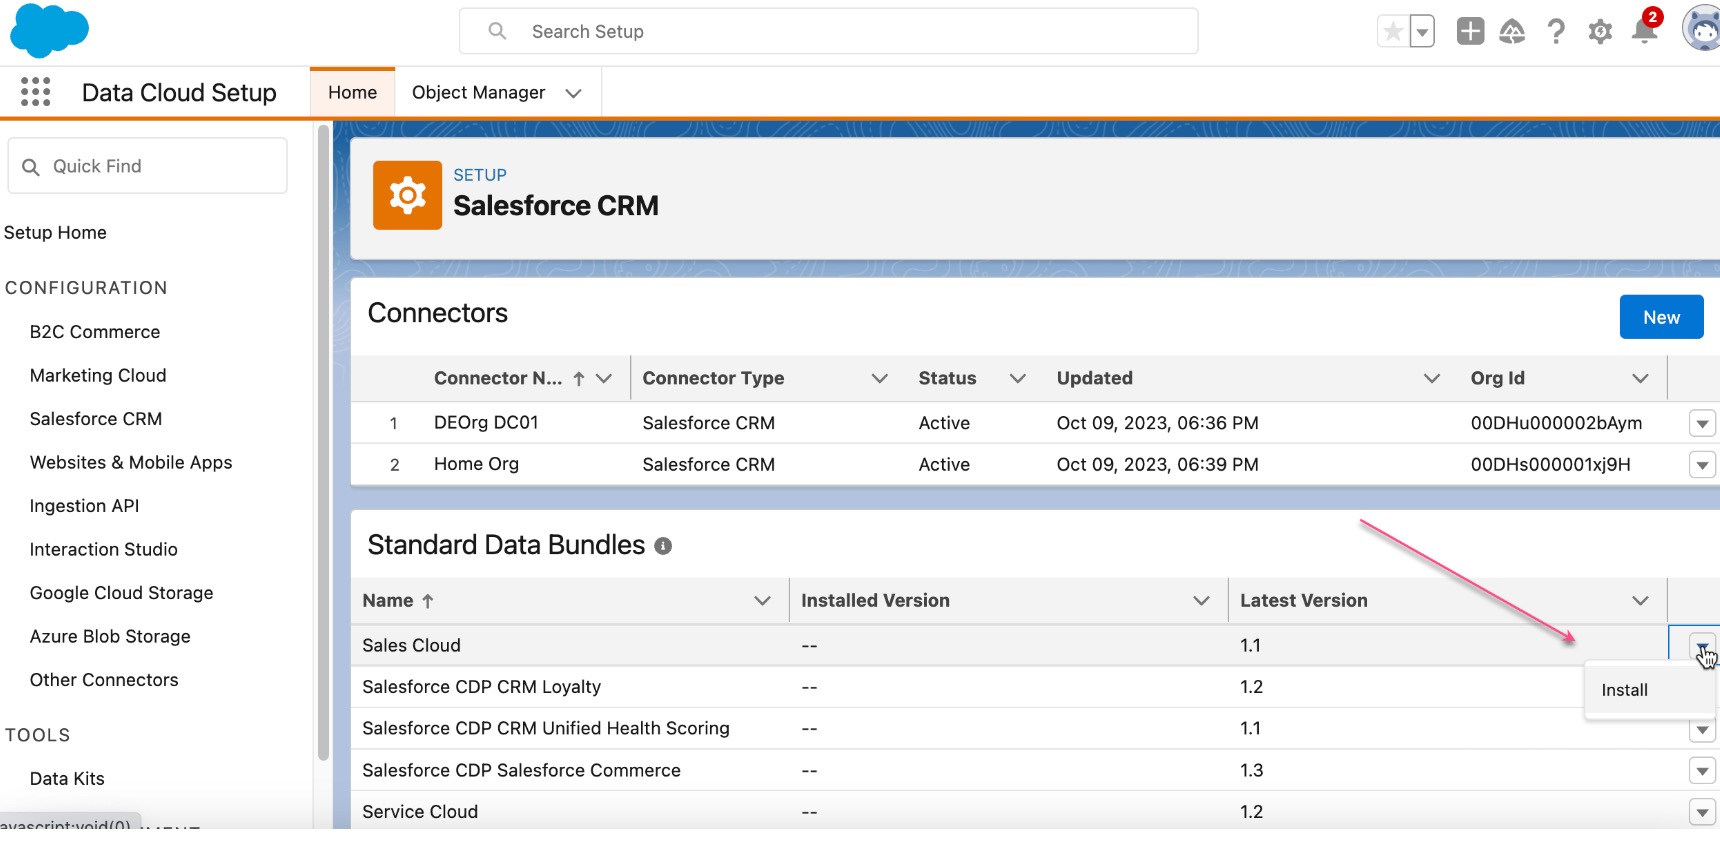 Search Setup
2
Data Cloud Setup Home Object Manager
Quick Find
Setup Home
CONFIGURATION
B2C Commerce
Marketing Cloud
Salesforce CRM
Websites & Mobile Apps
Ingestion API
Interaction Studio
Google Cloud Storage
Azure Blob Storage
Other Connectors
TOOLS
Data Kits
SETUP
Salesforce CRM
Connectors
New
Connector N... Connector Type Status Updated Org Id
1 DEOrg DC01 Salesforce CRM Active Oct 09, 2023, 06:36 PM 00DHu000002bAym
2 Home Org Salesforce CRM Active Oct 09, 2023, 06:39 PM 00DHs000001xj9H
Standard Data Bundles
Name Installed Version Latest Version
Sales Cloud -- 1.1
Install
Salesforce CDP CRM Loyalty -- 1.2
Salesforce CDP CRM Unified Health Scoring -- 1.1
Salesforce CDP Salesforce Commerce -- 1.3
Service Cloud -- 1.2